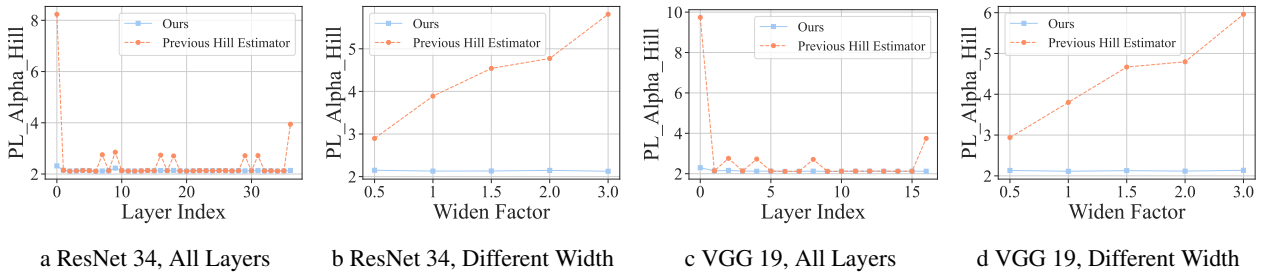 PL_Alpha_Hill
8
6
4
2
0
10
20
30
Layer Index
Ours
Previous Hill Estimator
a ResNet 34, All Layers
PL_Alpha_Hill
5
4
3
2
0.5
1
1.5
2.0
3.0
Widen Factor
Ours
Previous Hill Estimator
b ResNet 34, Different Width
PL_Alpha_Hill
10
8
6
4
2
0
5
10
15
Layer Index
Ours
Previous Hill Estimator
c VGG 19, All Layers
PL_Alpha_Hill
6
5
4
3
2
0.5
1
1.5
2.0
3.0
Widen Factor
Ours
Previous Hill Estimator
d VGG 19, Different Width